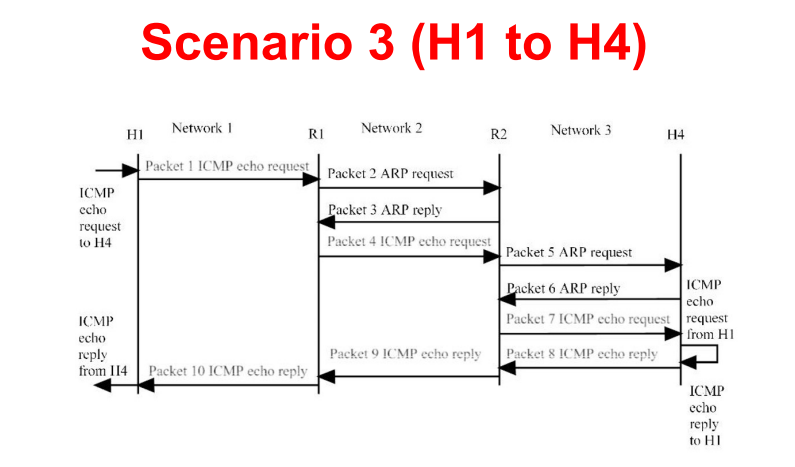 Scenario 3 (H1 to H4)
H1
Network 1
R1
Network 2
R2
Network 3
H4
Packet 1 ICMP echo request
Packet 2 ARP request
ICMP
echo
request
to H4
Packet 3 ARP reply
Packet 4 ICMP echo request
Packet 5 ARP request
Packet 6 ARP reply
ICMP
echo
request
from H1
Packet 7 ICMP echo request
ICMP
echo
reply
from H4
Packet 8 ICMP echo reply
Packet 9 ICMP echo reply
Packet 10 ICMP echo reply
ICMP
echo
reply
to H1